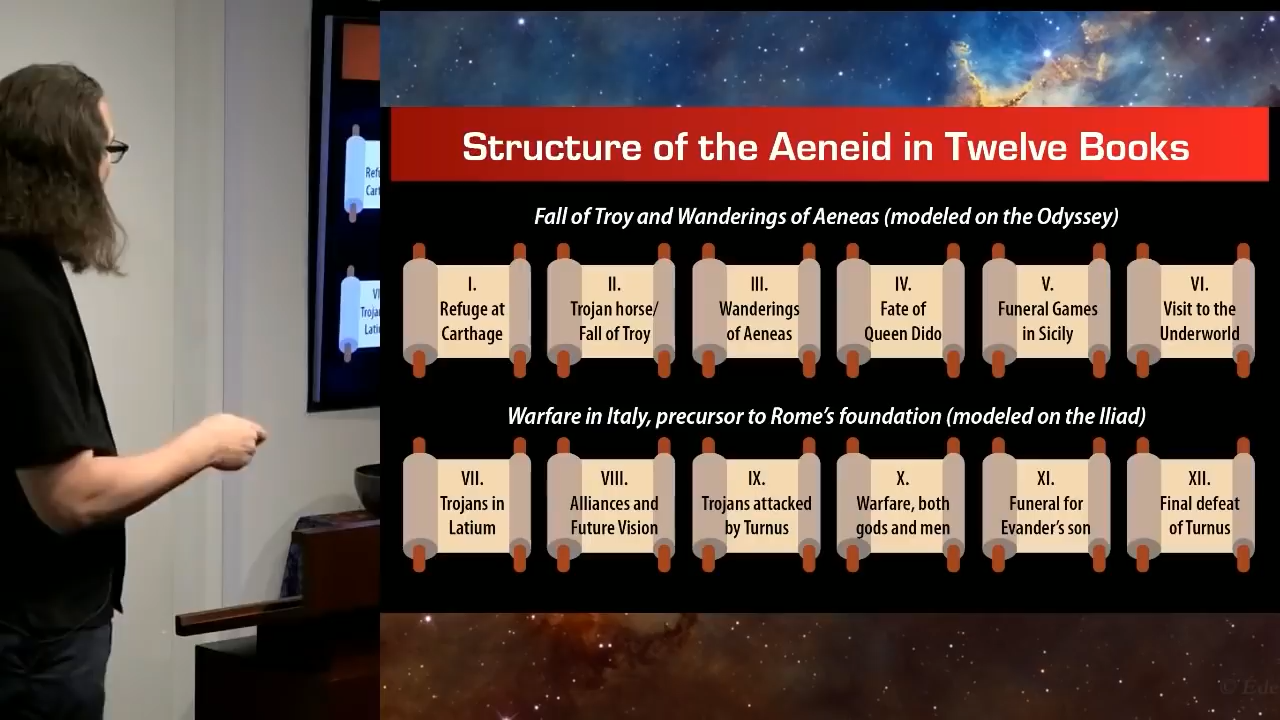 Structure of the Aeneid in Twelve Books
Fall of Troy and Wanderings of Aeneas (modeled on the Odyssey)
I.
Refuge at
Carthage
II.
Trojan horse/
Fall of Troy
III.
Wanderings
of Aeneas
IV.
Fate of
Queen Dido
V.
Funeral Games
in Sicily
VI.
Visit to the
Underworld
Warfare in Italy, precursor to Rome's foundation (modeled on the Iliad)
VII.
Trojans in
Latium
VIII.
Alliances and
Future Vision
IX.
Trojans attacked
by Turnus
X.
Warfare, both
gods and men
XI.
Funeral for
Evander's son
XII.
Final defeat
of Turnus